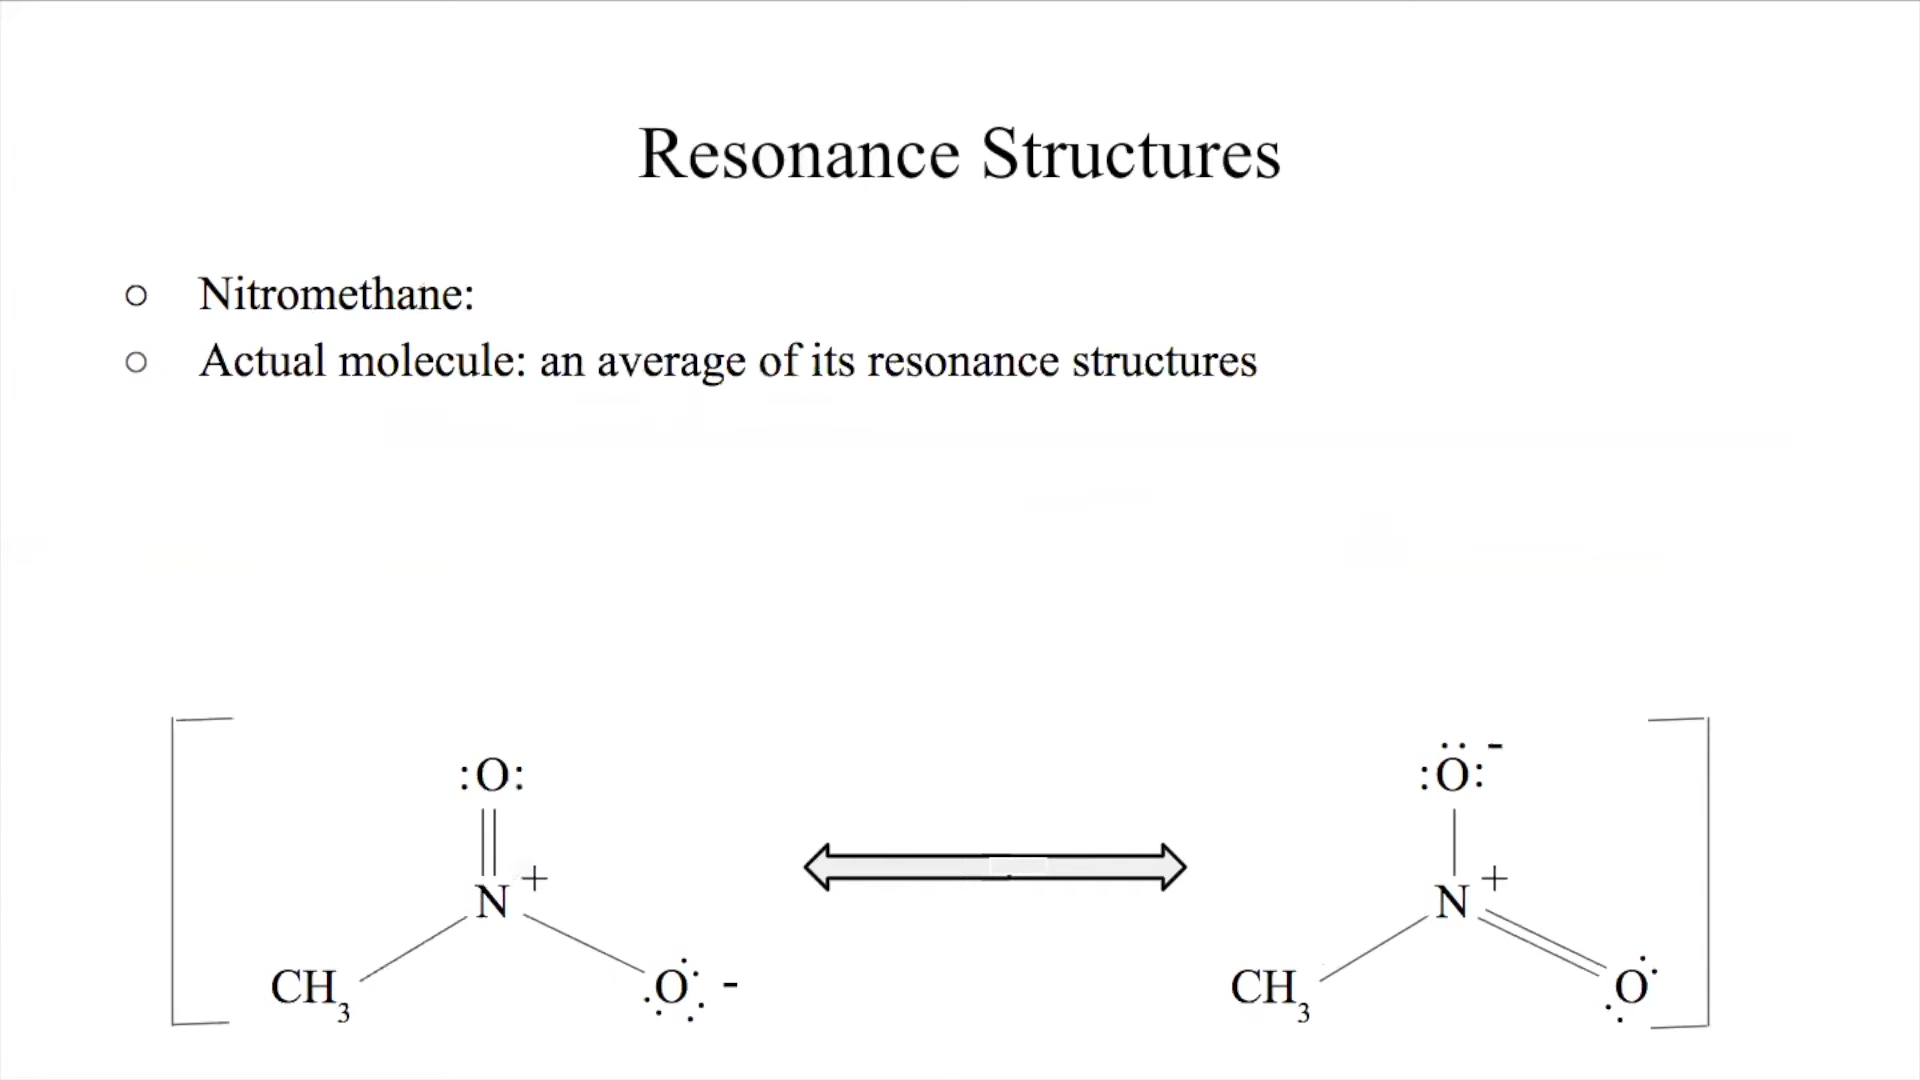 Resonance Structures
○ Nitromethane:
○ Actual molecule: an average of its resonance structures
:O:
N +
CH3
O -
:O: -
N +
CH3
O